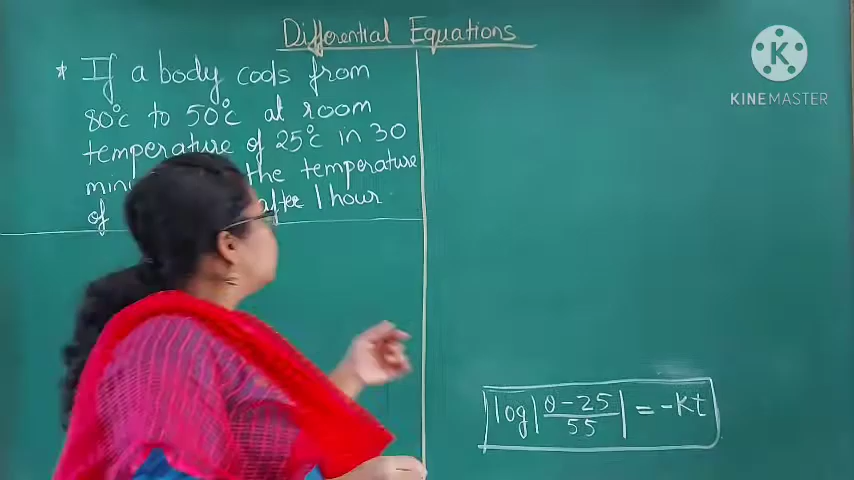 Differential Equations
* If a body cools from
80°c to 50°c at room
temperature of 25°c in 30
the temperature
of after 1 hour
log|θ-25/55| = -Kt
K
KINEMASTER